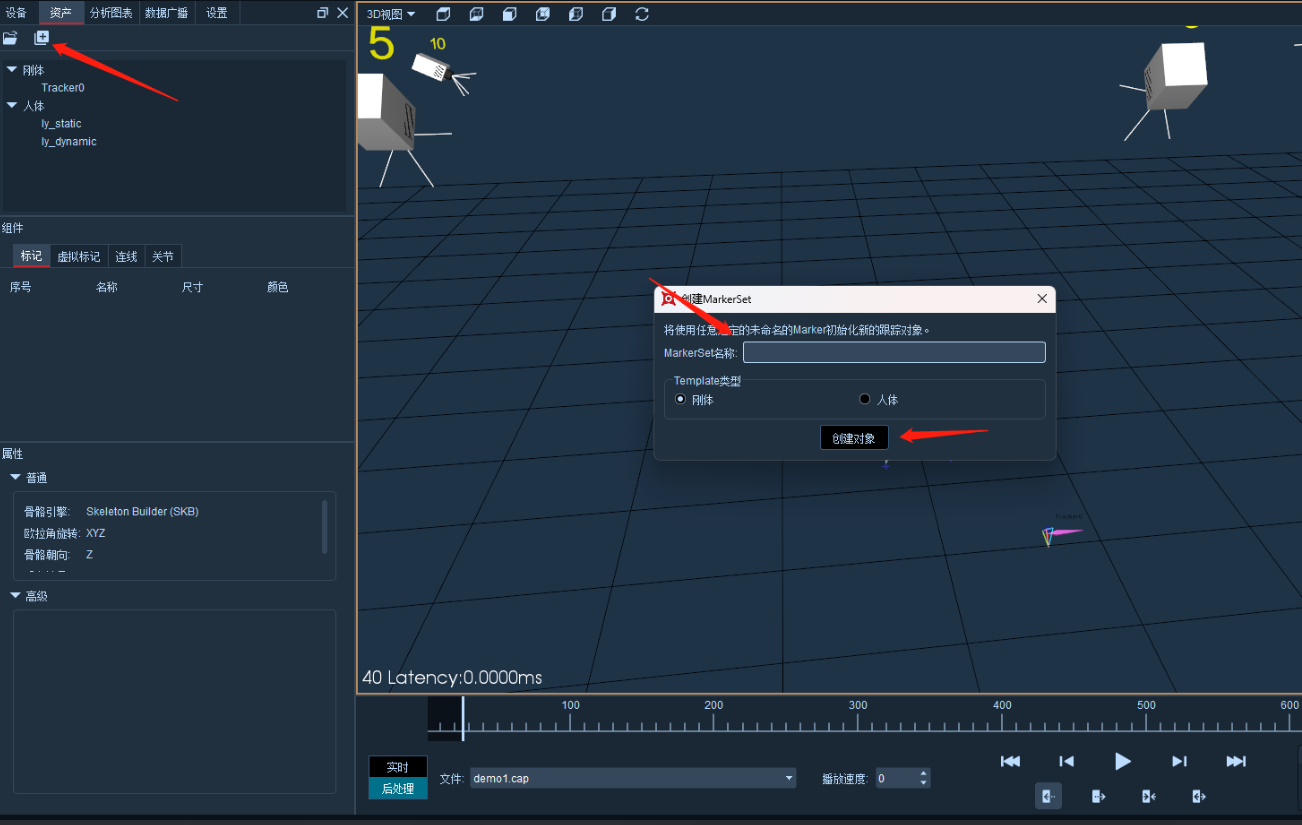 设备 资产 分析图表 数据广播 设置
3D视图
5
10
刚体
Tracker0
人体
ly_static
ly_dynamic
组件
标记 虚拟标记 连线 关节
序号 名称 尺寸 颜色
创建MarkerSet
将使用任意选定的未命名的Marker初始化新的跟踪对象。
MarkerSet名称:
Template类型
刚体 人体
创建对象
属性
普通
骨骼引擎: Skeleton Builder (SKB)
欧拉角旋转: XYZ
骨骼朝向: Z
高级
Tracker0
40 Latency:0.0000ms
100 200 300 400 500 600
实时
后处理
文件: demo1.cap
播放速度: 0